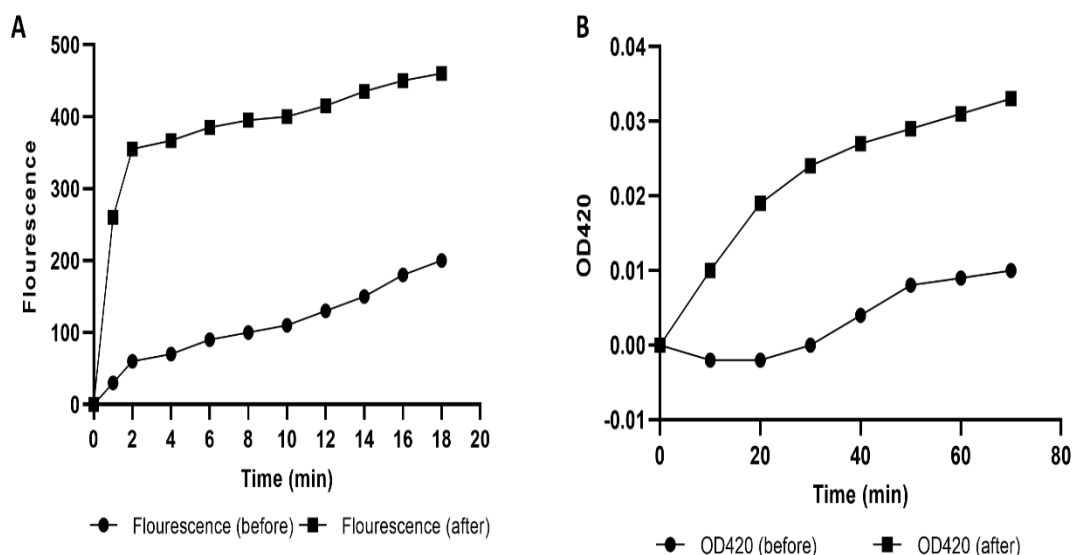 A
500
400
300
200
100
0
Flourescence
0 2 4 6 8 10 12 14 16 18 20
Time (min)
Flourescence (before) Flourescence (after)
B
0.04
0.03
0.02
0.01
0.00
-0.01
OD420
0 20 40 60 80
Time (min)
OD420 (before) OD420 (after)